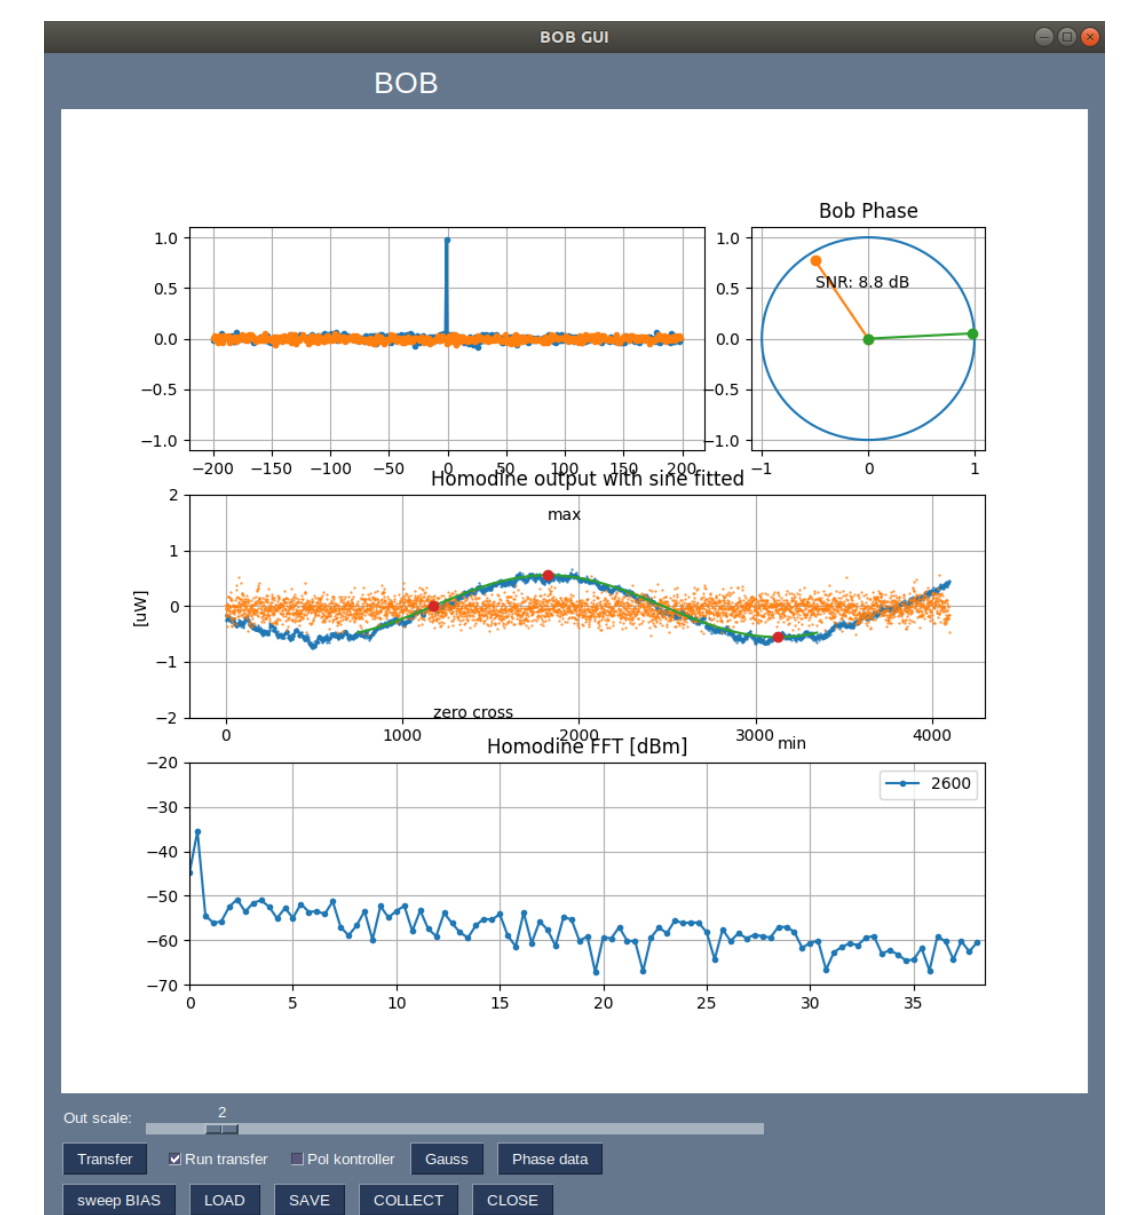 BOB GUI
BOB
Bob Phase
1.0
0.5
0.0
−0.5
−1.0
−200 −150 −100 −50 0 50 100 150 200
1.0
0.5
0.0
−0.5
−1.0
SNR: 8.8 dB
−1 0 1
Homodine output with sine fitted
[uW]
2
1
0
−1
−2
max
zero cross
min
0 1000 2000 3000 4000
Homodine FFT [dBm]
−20
−30
−40
−50
−60
−70
2600
0 5 10 15 20 25 30 35
Out scale: 2
Transfer Run transfer Pol kontroller Gauss Phase data
sweep BIAS LOAD SAVE COLLECT CLOSE